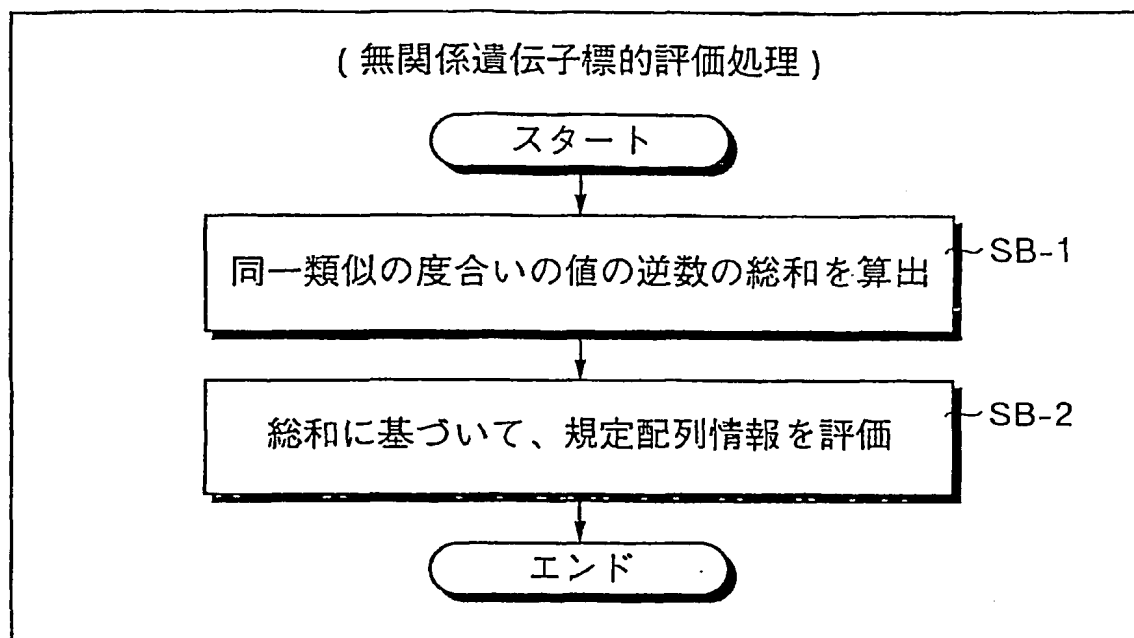 (無関係遺伝子標的評価処理)
スタート
同一類似の度合いの値の逆数の総和を算出
SB-1
総和に基づいて、規定配列情報を評価
SB-2
エンド